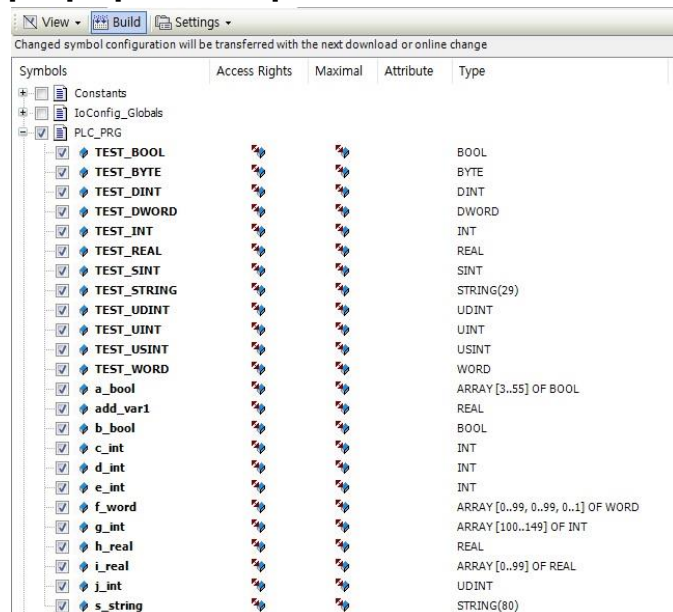 View Build Settings
Changed symbol configuration will be transferred with the next download or online change
Symbols Access Rights Maximal Attribute Type
Constants
IoConfig_Globals
PLC_PRG
TEST_BOOL BOOL
TEST_BYTE BYTE
TEST_DINT DINT
TEST_DWORD DWORD
TEST_INT INT
TEST_REAL REAL
TEST_SINT SINT
TEST_STRING STRING(29)
TEST_UDINT UDINT
TEST_UINT UINT
TEST_USINT USINT
TEST_WORD WORD
a_bool ARRAY [3..55] OF BOOL
add_var1 REAL
b_bool BOOL
c_int INT
d_int INT
e_int INT
f_word ARRAY [0..99, 0..99, 0..1] OF WORD
g_int ARRAY [100..149] OF INT
h_real REAL
i_real ARRAY [0..99] OF REAL
j_int UDINT
s_string STRING(80)